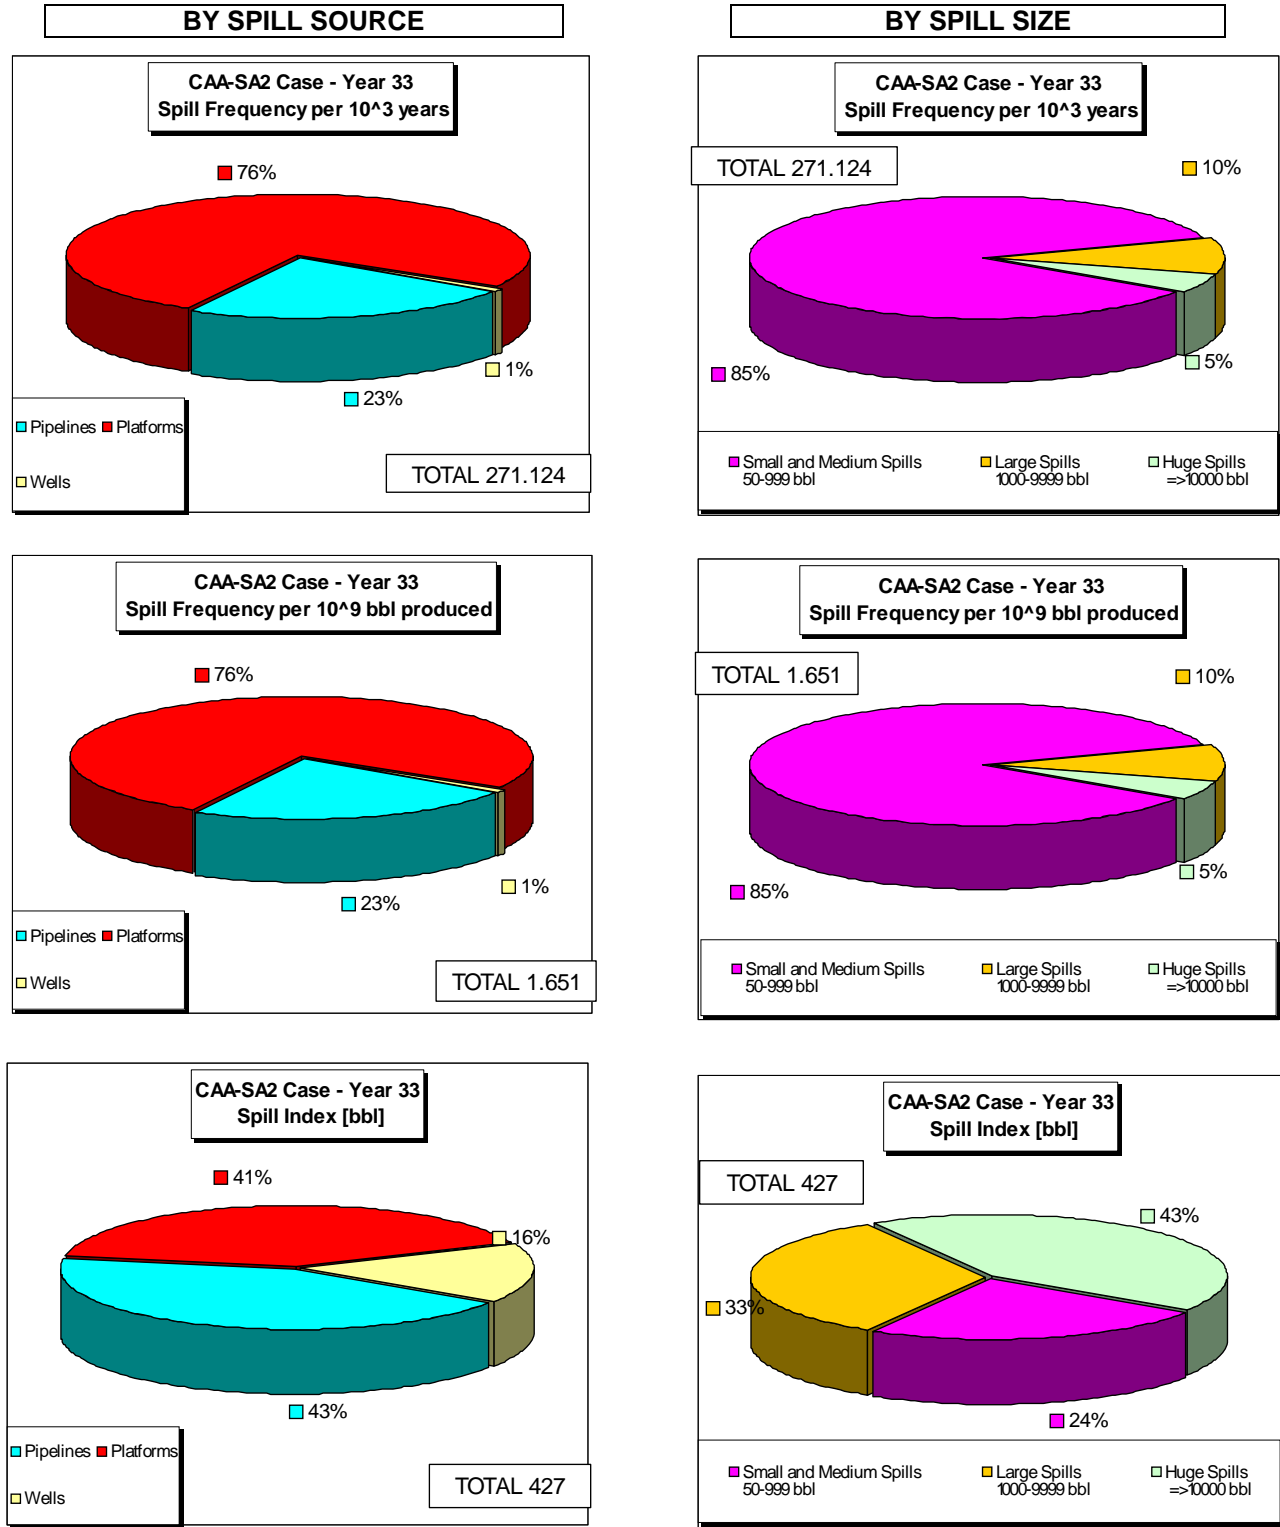 BY SPILL SOURCE
CAA-SA2 Case - Year 33
Spill Frequency per 10^3 years
76%
1%
23%
Pipelines Platforms
Wells
TOTAL 271.124
BY SPILL SIZE
CAA-SA2 Case - Year 33
Spill Frequency per 10^3 years
TOTAL 271.124
10%
5%
85%
Small and Medium Spills Large Spills Huge Spills
50-999 bbl 1000-9999 bbl =>10000 bbl
CAA-SA2 Case - Year 33
Spill Frequency per 10^9 bbl produced
76%
1%
23%
Pipelines Platforms
Wells
TOTAL 1.651
CAA-SA2 Case - Year 33
Spill Frequency per 10^9 bbl produced
TOTAL 1.651
10%
5%
85%
Small and Medium Spills Large Spills Huge Spills
50-999 bbl 1000-9999 bbl =>10000 bbl
CAA-SA2 Case - Year 33
Spill Index [bbl]
41%
16%
43%
Pipelines Platforms
Wells
TOTAL 427
CAA-SA2 Case - Year 33
Spill Index [bbl]
TOTAL 427
43%
33%
24%
Small and Medium Spills Large Spills Huge Spills
50-999 bbl 1000-9999 bbl =>10000 bbl